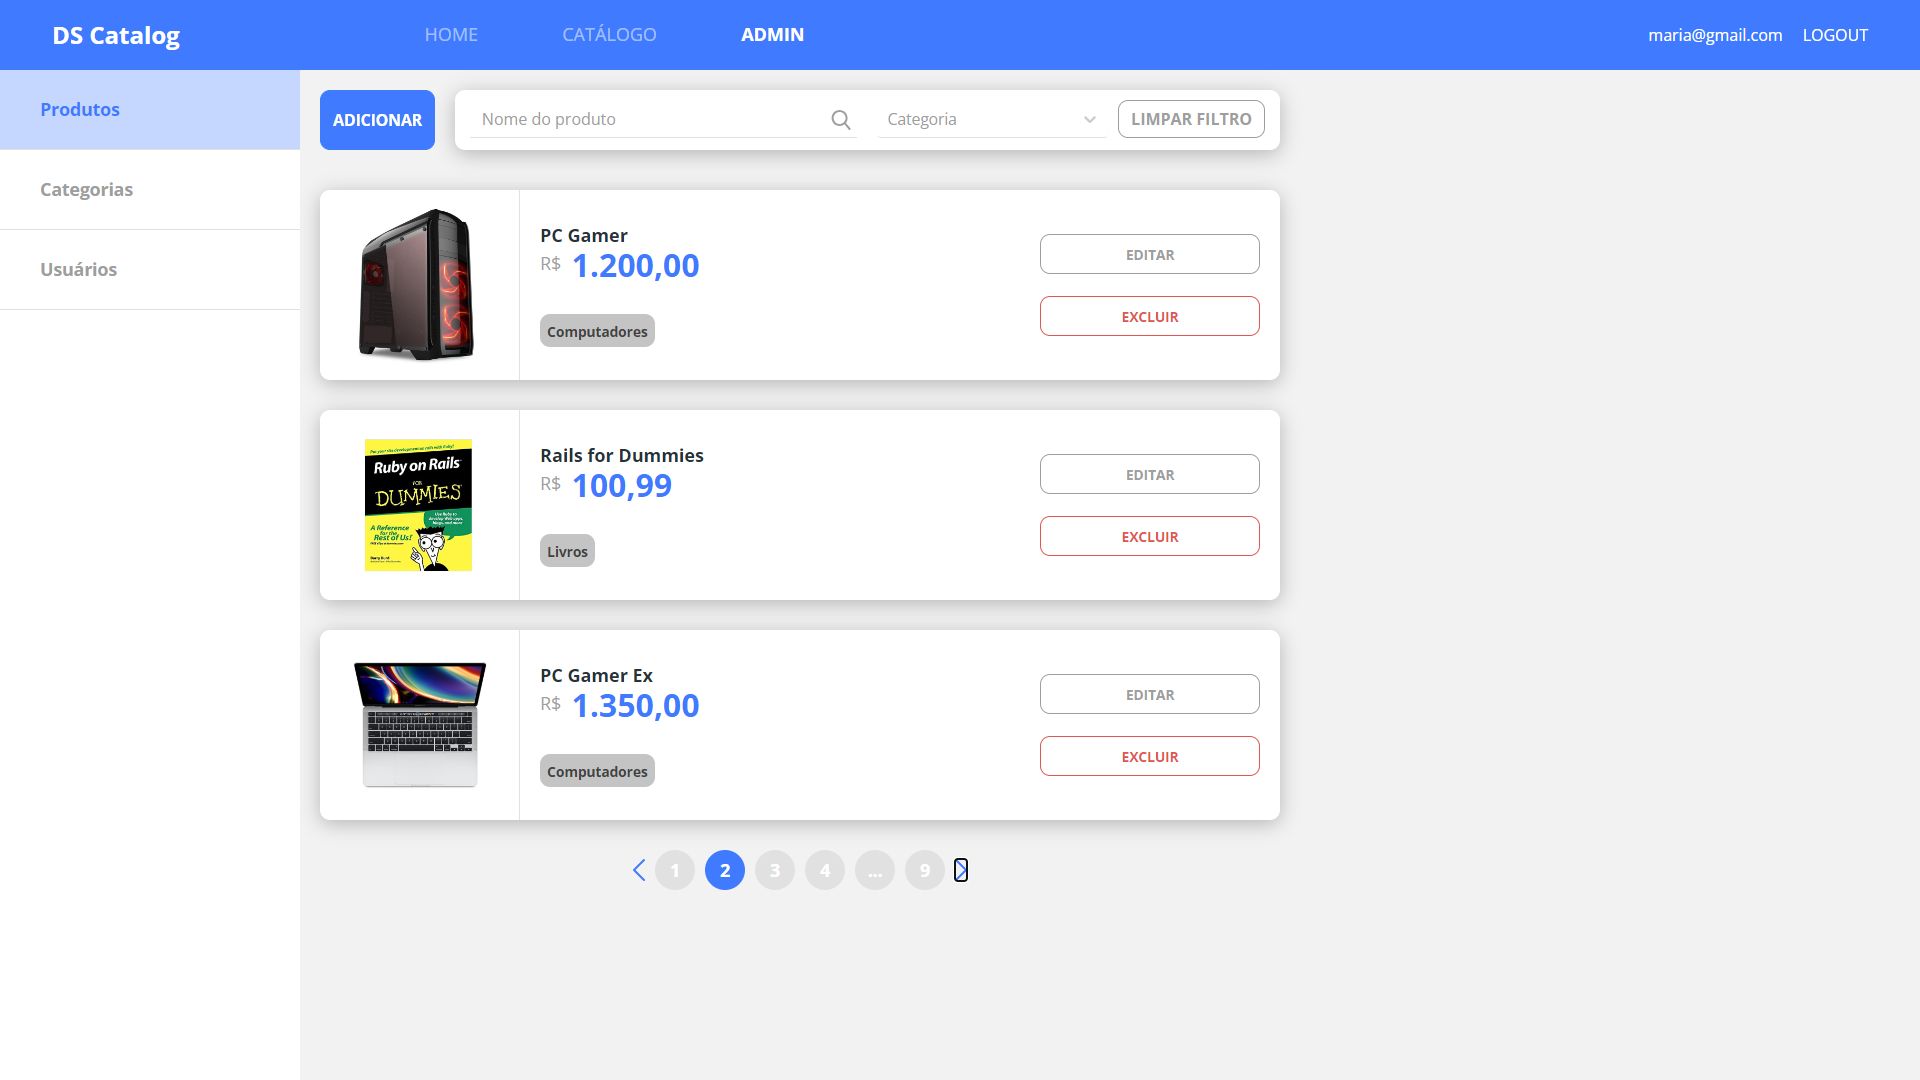 DS Catalog
HOME
CATÁLOGO
ADMIN
maria@gmail.com
LOGOUT
Produtos
Categorias
Usuários
ADICIONAR
Nome do produto
Categoria
LIMPAR FILTRO
PC Gamer
R$ 1.200,00
Computadores
EDITAR
EXCLUIR
Ruby on Rails
FOR
DUMMIES
A Reference
for the
Rest of Us!
Rails for Dummies
R$ 100,99
Livros
EDITAR
EXCLUIR
PC Gamer Ex
R$ 1.350,00
Computadores
EDITAR
EXCLUIR
1 2 3 4 ... 9